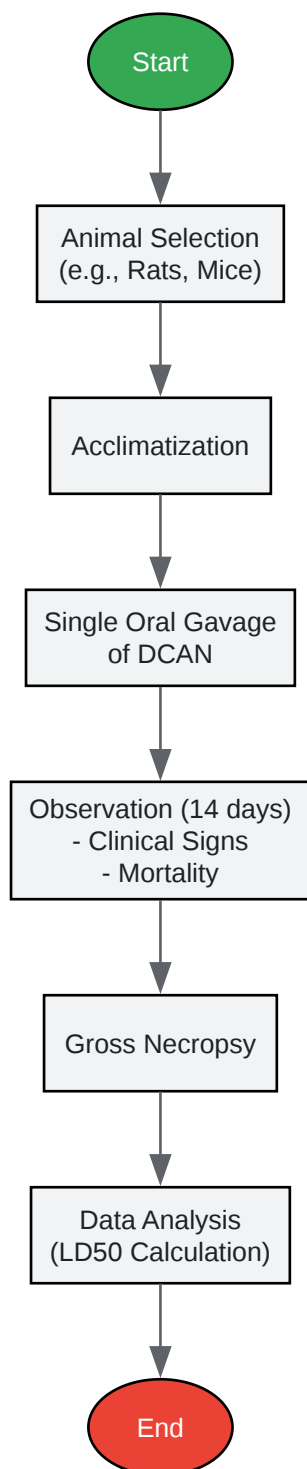 Start
Animal Selection
(e.g., Rats, Mice)
Acclimatization
Single Oral Gavage
of DCAN
Observation (14 days)
- Clinical Signs
- Mortality
Gross Necropsy
Data Analysis
(LD50 Calculation)
End